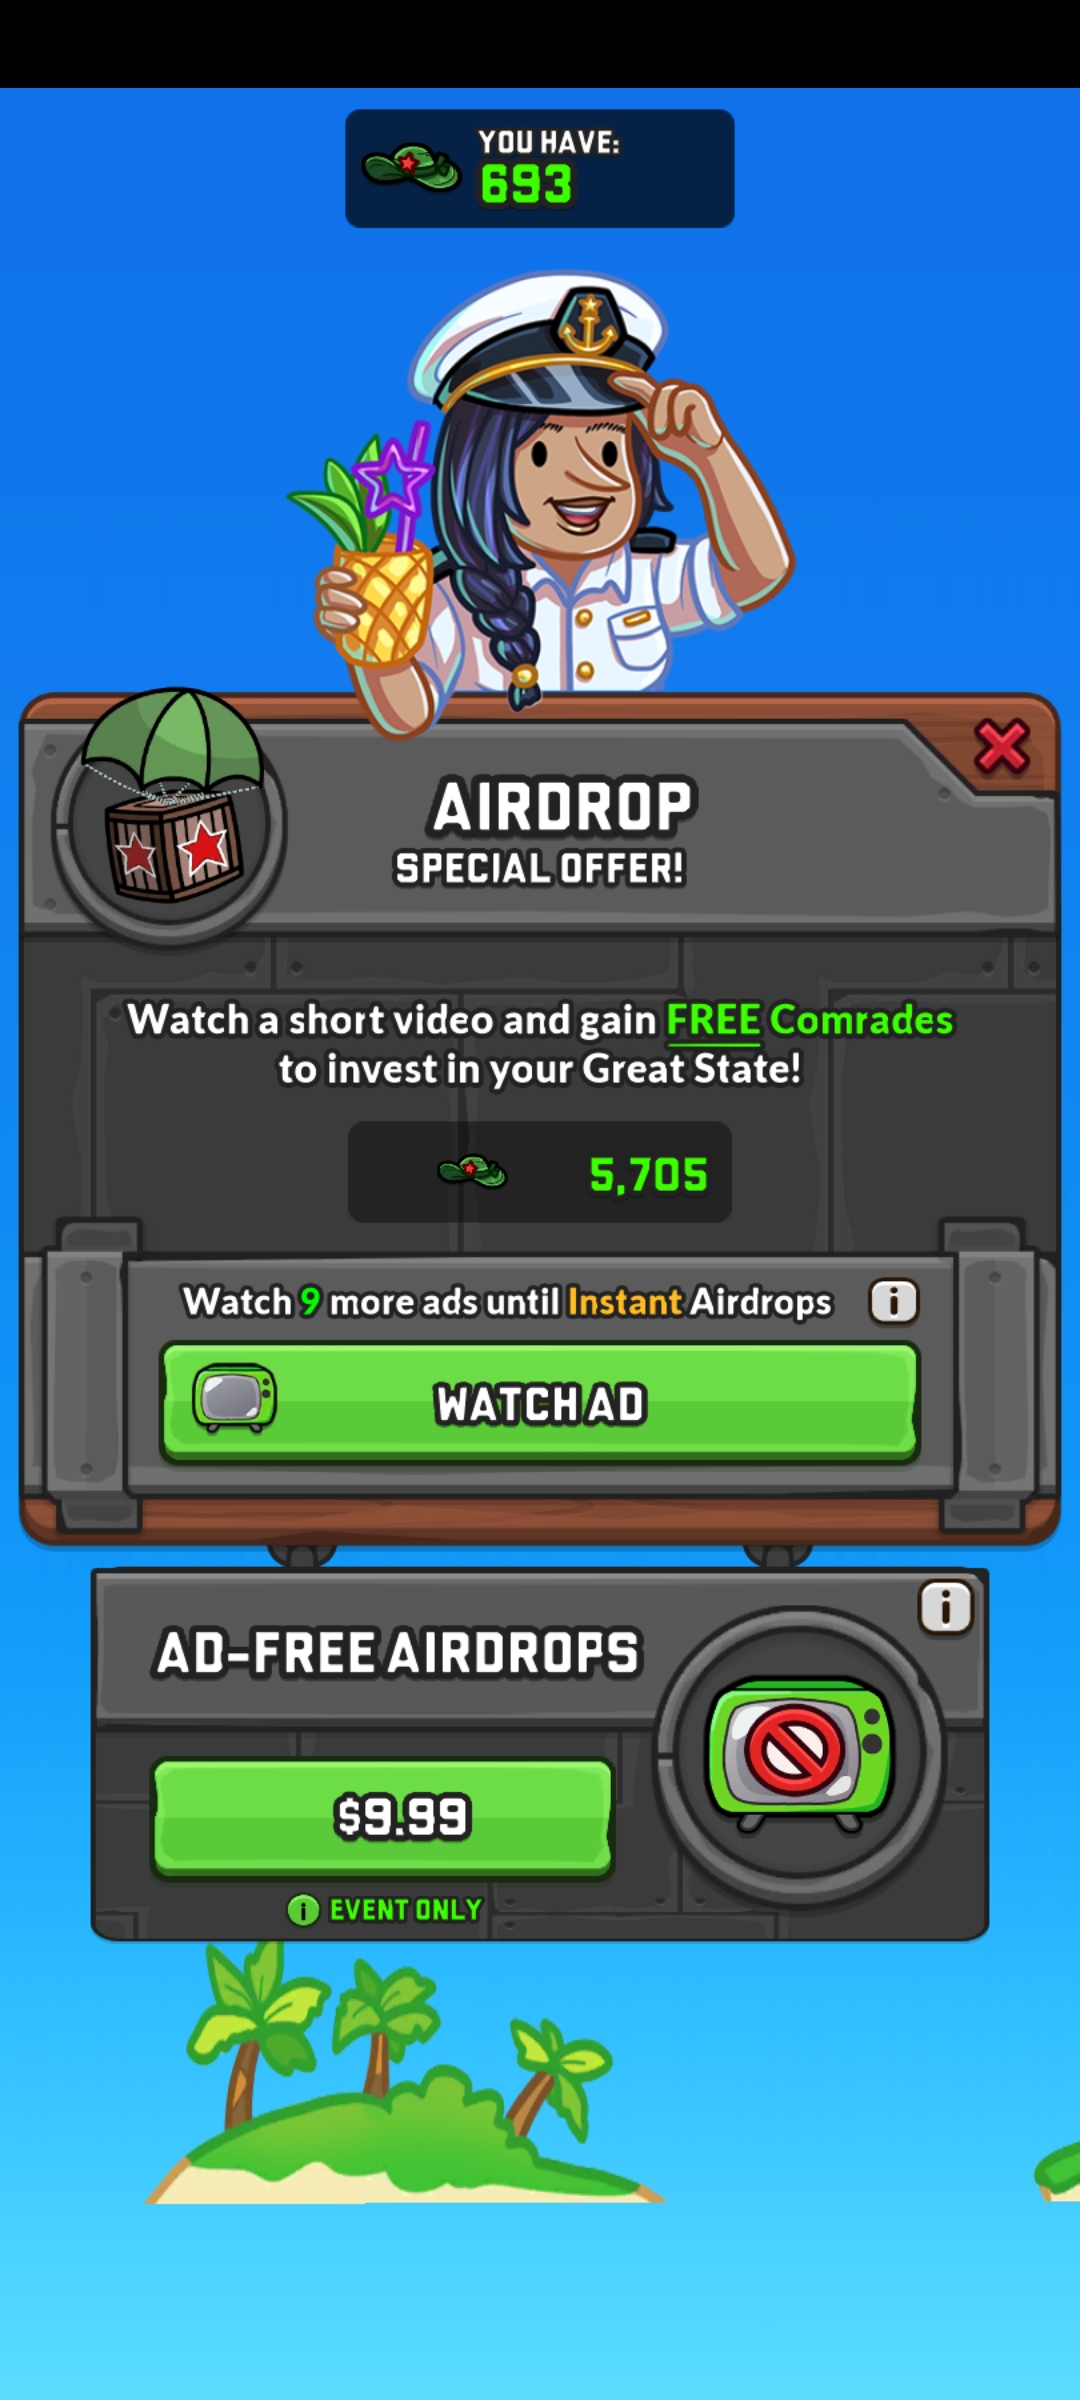 YOU HAVE:
693
AIRDROP
SPECIAL OFFER!
Watch a short video and gain FREE Comrades
to invest in your Great State!
5,705
Watch 9 more ads until Instant Airdrops
WATCH AD
AD-FREE AIRDROPS
$9.99
EVENT ONLY